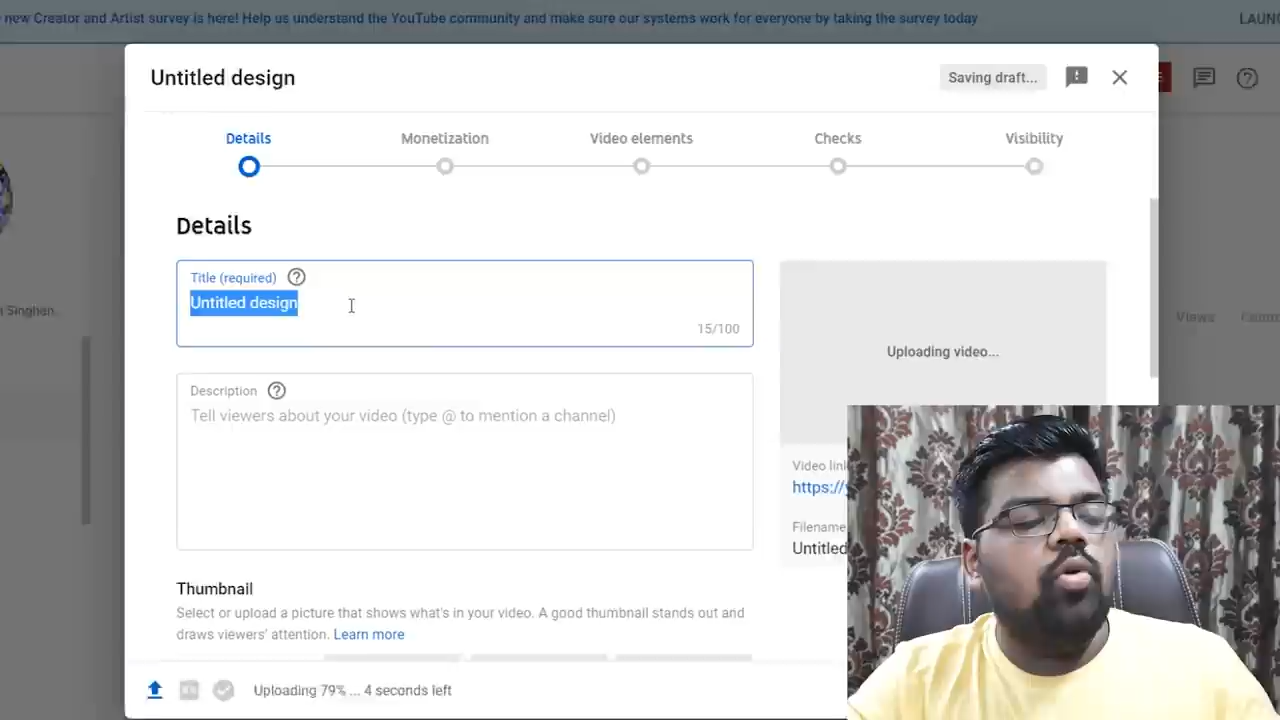 new Creator and Artist survey is here! Help us understand the YouTube community and make sure our systems work for everyone by taking the survey today
LAUN
Untitled design
Saving draft...
Details
Monetization
Video elements
Checks
Visibility
Details
Title (required)
Untitled design
15/100
Uploading video...
Description
Tell viewers about your video (type @ to mention a channel)
Video link
https://
Filename
Untitled
Thumbnail
Select or upload a picture that shows what's in your video. A good thumbnail stands out and
draws viewers' attention. Learn more
Uploading 79% ... 4 seconds left
Singhen
Views